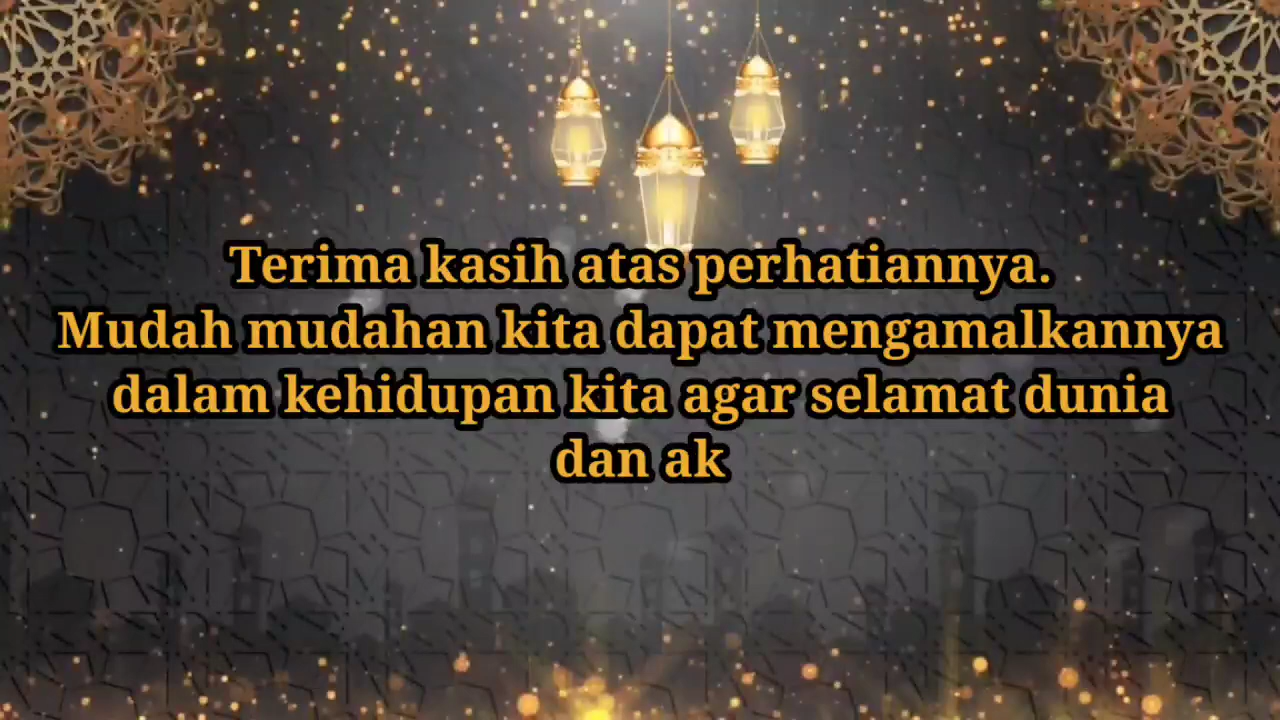 Terima kasih atas perhatiannya.
Mudah mudahan kita dapat mengamalkannya
dalam kehidupan kita agar selamat dunia
dan ak